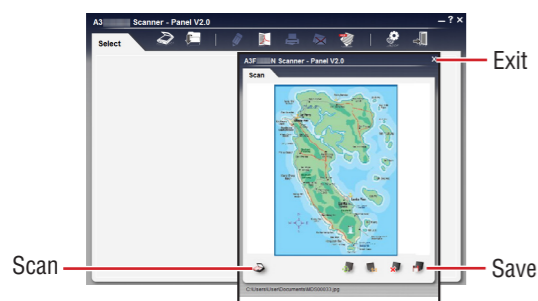 A3 Scanner - Panel V2.0
– ? ×
Select
A3F N Scanner - Panel V2.0
X
Exit
Scan
Scan
Save
C:\Users\User\Documents\MDS00033.jpg